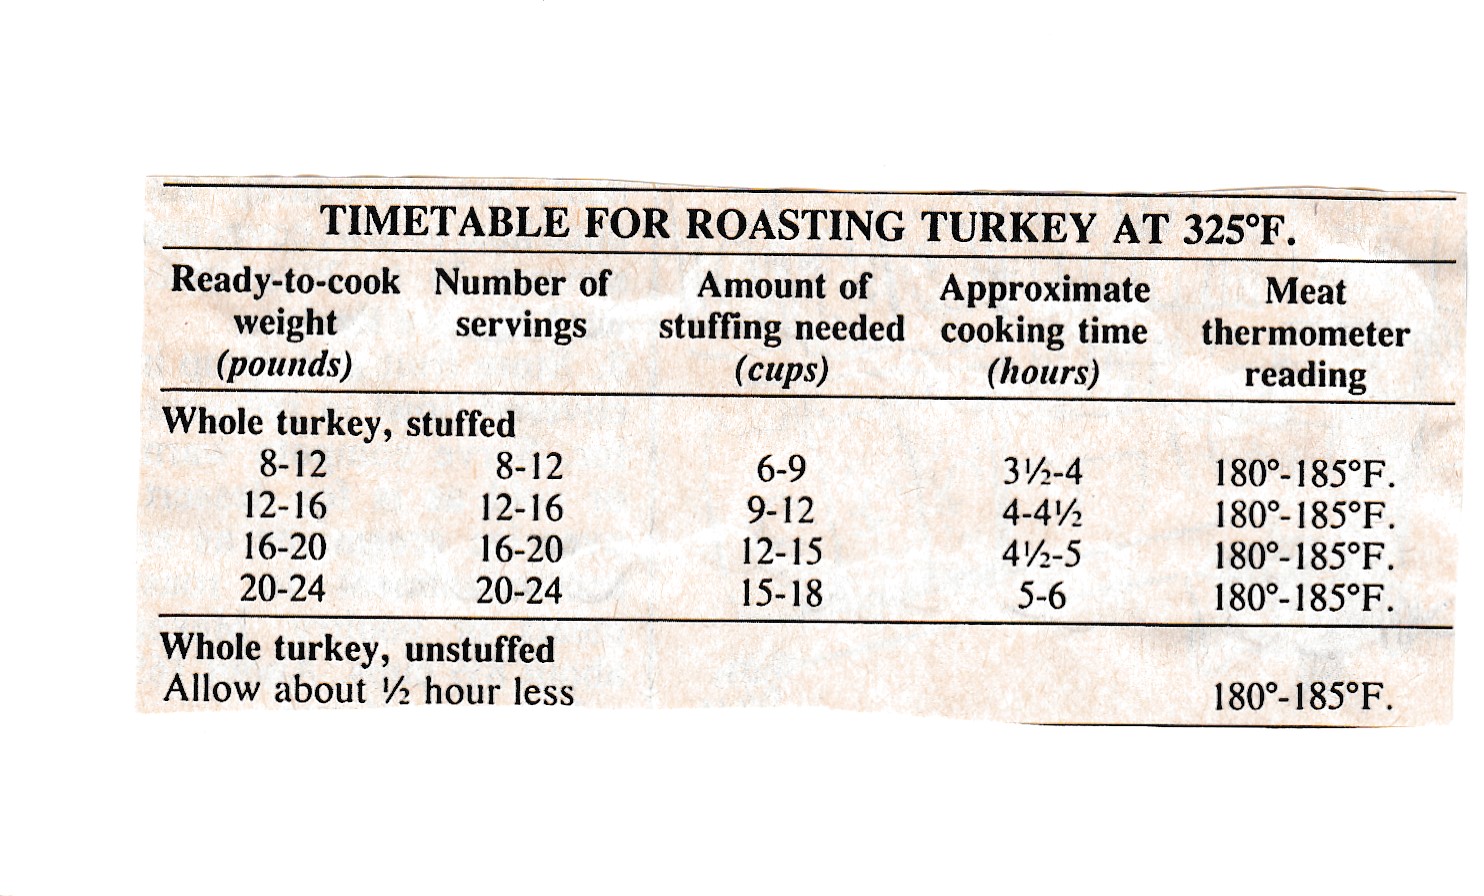 TIMETABLE FOR ROASTING TURKEY AT 325°F.
Ready-to-cook weight (pounds) Number of servings Amount of stuffing needed (cups) Approximate cooking time (hours) Meat thermometer reading
Whole turkey, stuffed
8-12 8-12 6-9 3½-4 180°-185°F.
12-16 12-16 9-12 4-4½ 180°-185°F.
16-20 16-20 12-15 4½-5 180°-185°F.
20-24 20-24 15-18 5-6 180°-185°F.
Whole turkey, unstuffed
Allow about ½ hour less 180°-185°F.